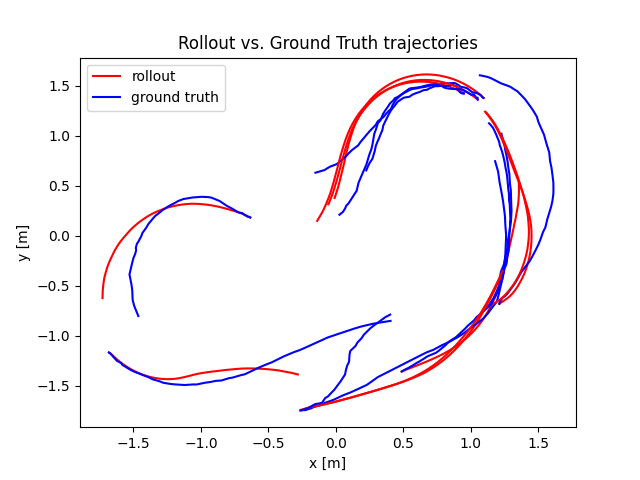 Rollout vs. Ground Truth trajectories
rollout
ground truth
1.5
1.0
0.5
0.0
−0.5
−1.0
−1.5
y [m]
−1.5 −1.0 −0.5 0.0 0.5 1.0 1.5
x [m]